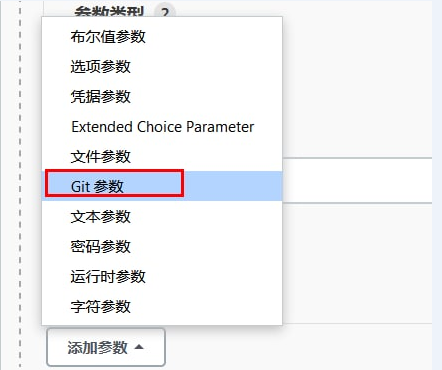 参数类型 ?
布尔值参数
选项参数
凭据参数
Extended Choice Parameter
文件参数
Git 参数
文本参数
密码参数
运行时参数
字符参数
添加参数